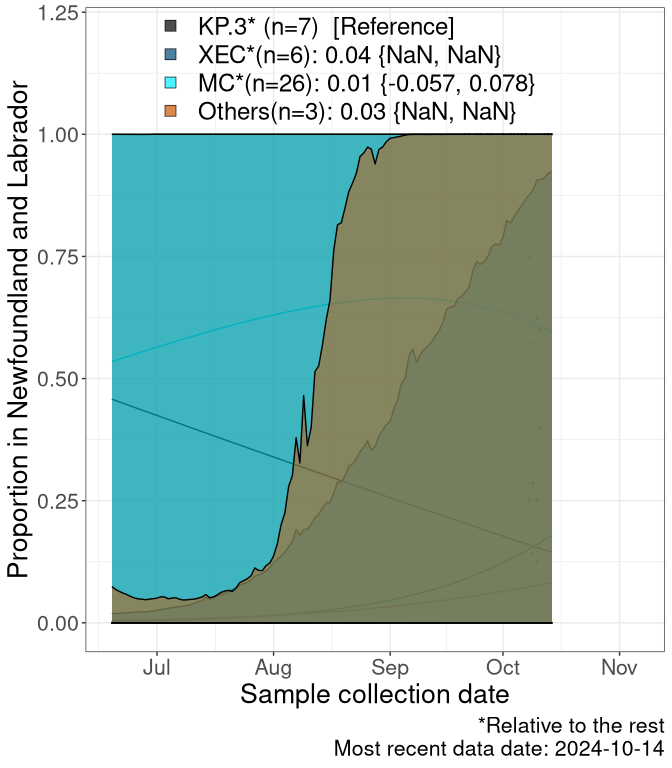 KP.3* (n=7)  [Reference]
XEC*(n=6): 0.04 {NaN, NaN}
MC*(n=26): 0.01 {-0.057, 0.078}
Others(n=3): 0.03 {NaN, NaN}
Proportion in Newfoundland and Labrador
1.25
1.00
0.75
0.50
0.25
0.00
Jul Aug Sep Oct Nov
Sample collection date
*Relative to the rest
Most recent data date: 2024-10-14